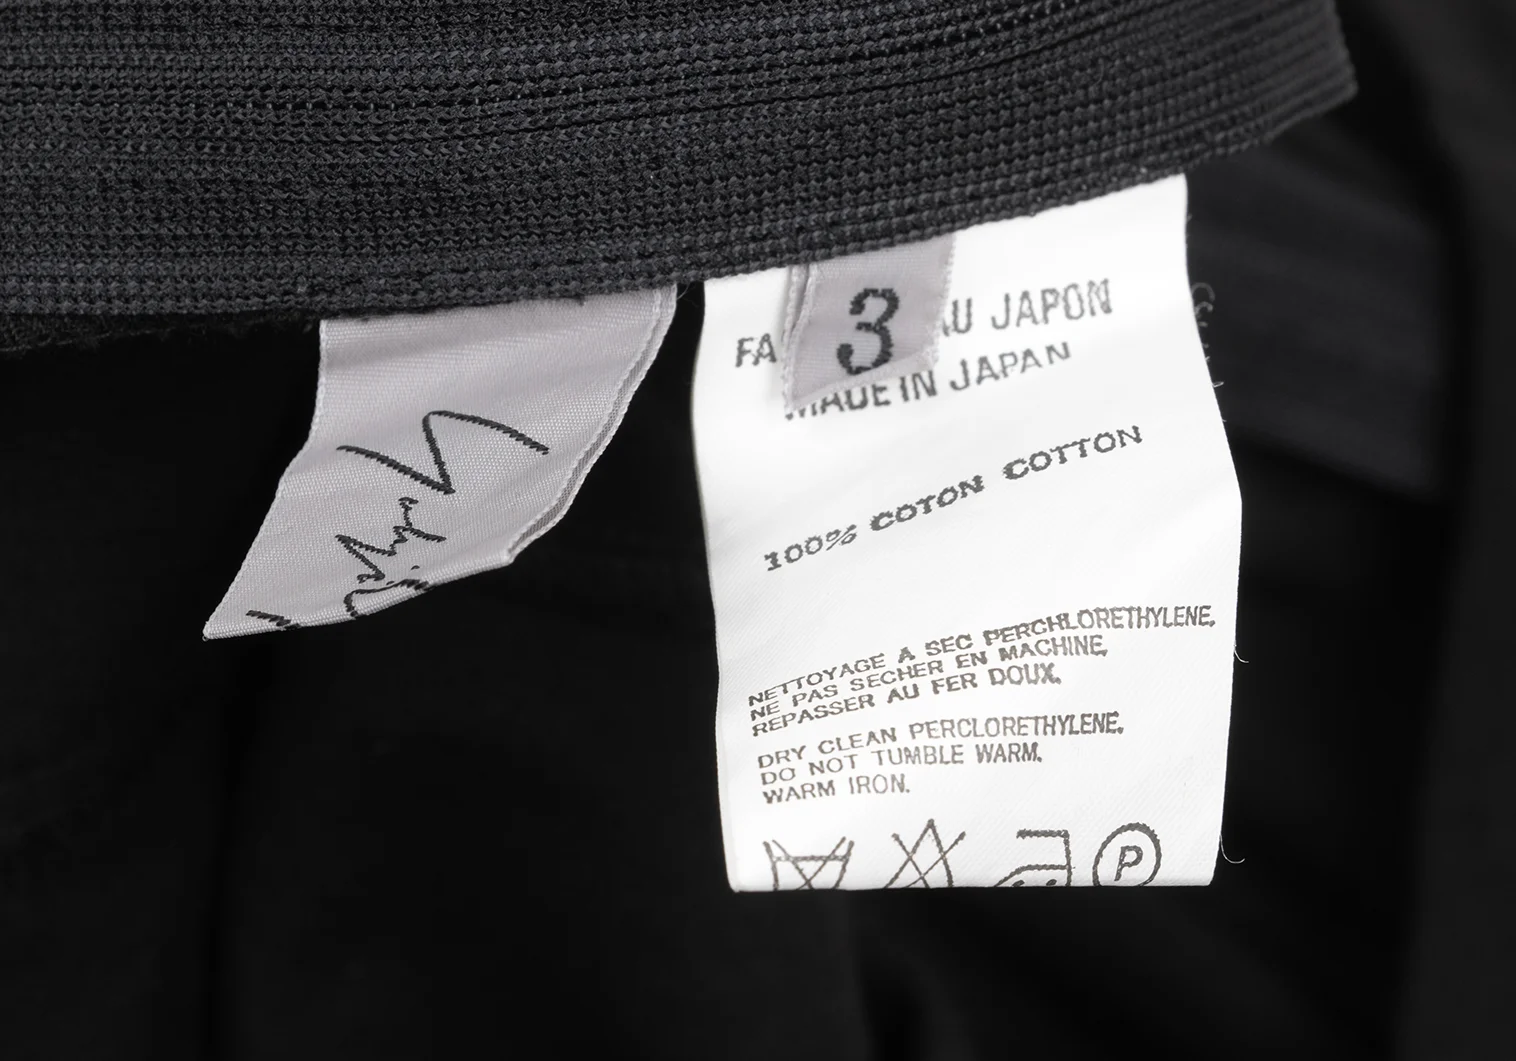 3
FA AU JAPON
MADE IN JAPAN
100% COTON COTTON
NETTOYAGE A SEC PERCHLORETHYLENE,
NE PAS SECHER EN MACHINE,
REPASSER AU FER DOUX.
DRY CLEAN PERCLORETHYLENE.
DO NOT TUMBLE WARM.
WARM IRON.
P